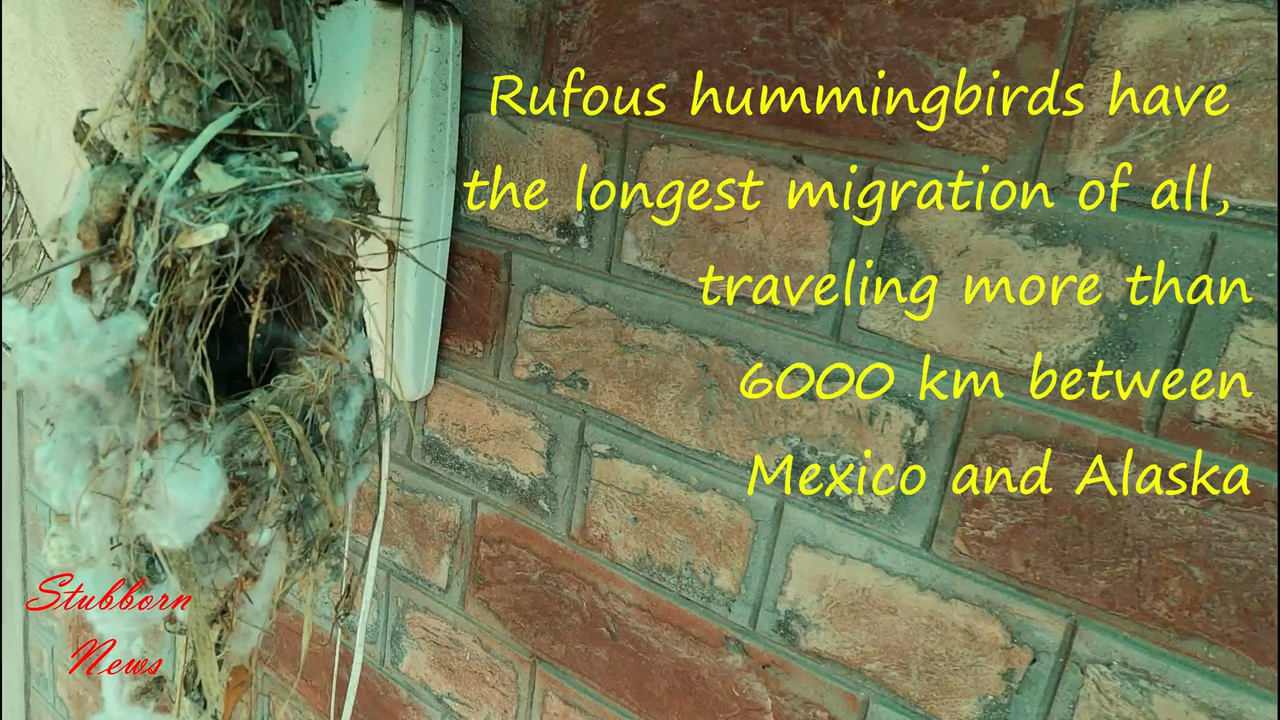 Rufous hummingbirds have
the longest migration of all,
traveling more than
6000 km between
Mexico and Alaska
Stubborn
News